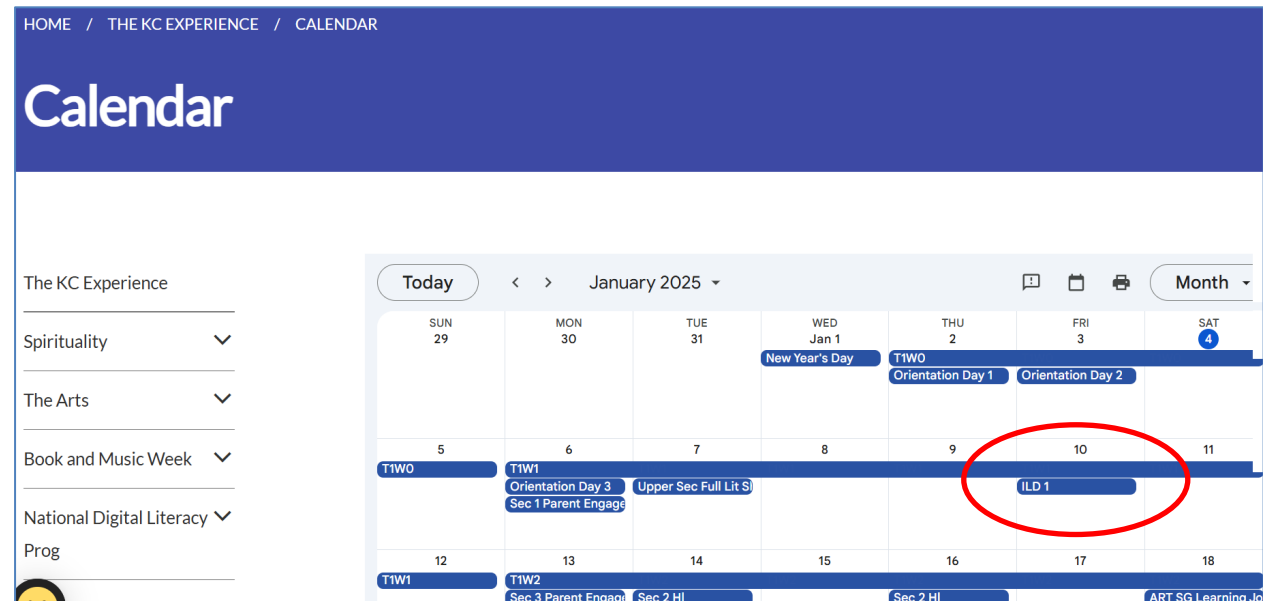 HOME / THE KC EXPERIENCE / CALENDAR
Calendar
The KC Experience
Spirituality
The Arts
Book and Music Week
National Digital Literacy
Prog
Today < > January 2025 Month
SUN MON TUE WED THU FRI SAT
29 30 31 Jan 1 2 3 4
New Year's Day T1W0
Orientation Day 1 Orientation Day 2
5 6 7 8 9 10 11
T1W0 T1W1
Orientation Day 3 Upper Sec Full Lit ILD 1
Sec 1 Parent Engage
12 13 14 15 16 17 18
T1W1 T1W2
Sec 3 Parent Engage Sec 2 HL Sec 2 HL ART SG Learning Jo